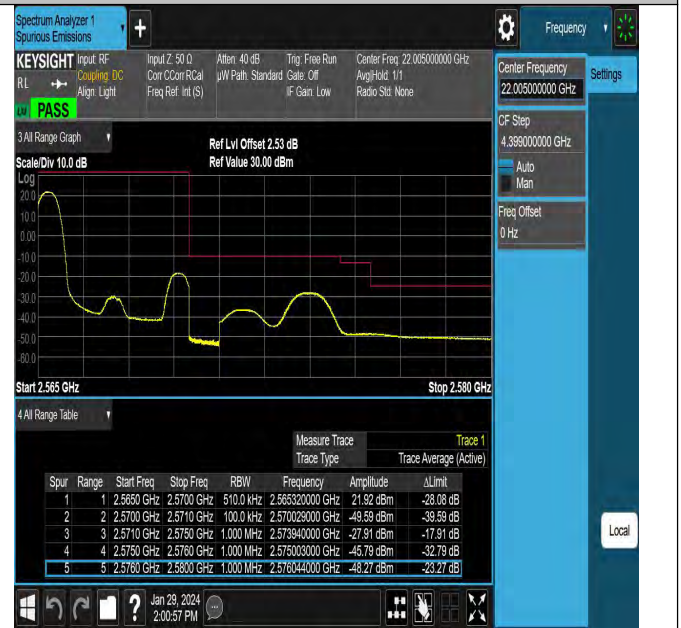 Spectrum Analyzer 1
Spurious Emissions
Frequency
KEYSIGHT
Input: RF
Coupling: DC
Align: Light
Input Z: 50 Ω
Corr CCorr RCal
Freq Ref: Int (S)
Atten: 40 dB
µW Path: Standard
Trig: Free Run
Gate: Off
IF Gain: Low
Center Freq: 22.005000000 GHz
Avg|Hold: 1/1
Radio Std: None
RL
PASS
Center Frequency
22.005000000 GHz
Settings
CF Step
4.399000000 GHz
Auto
Man
Freq Offset
0 Hz
3 All Range Graph
Scale/Div 10.0 dB
Ref Lvl Offset 2.53 dB
Ref Value 30.00 dBm
Log
20.0
10.0
0.00
-10.0
-20.0
-30.0
-40.0
-50.0
-60.0
Start 2.565 GHz
Stop 2.580 GHz
4 All Range Table
Measure Trace Trace 1
Trace Type Trace Average (Active)
Spur Range Start Freq Stop Freq RBW Frequency Amplitude ΔLimit
1 1 2.5650 GHz 2.5700 GHz 510.0 kHz 2.565320000 GHz 21.92 dBm -28.08 dB
2 2 2.5700 GHz 2.5710 GHz 100.0 kHz 2.570029000 GHz -49.59 dBm -39.59 dB
3 3 2.5710 GHz 2.5750 GHz 1.000 MHz 2.573940000 GHz -27.91 dBm -17.91 dB
4 4 2.5750 GHz 2.5760 GHz 1.000 MHz 2.575003000 GHz -45.79 dBm -32.79 dB
5 5 2.5760 GHz 2.5800 GHz 1.000 MHz 2.576044000 GHz -48.27 dBm -23.27 dB
Local
Jan 29, 2024
2:00:57 PM